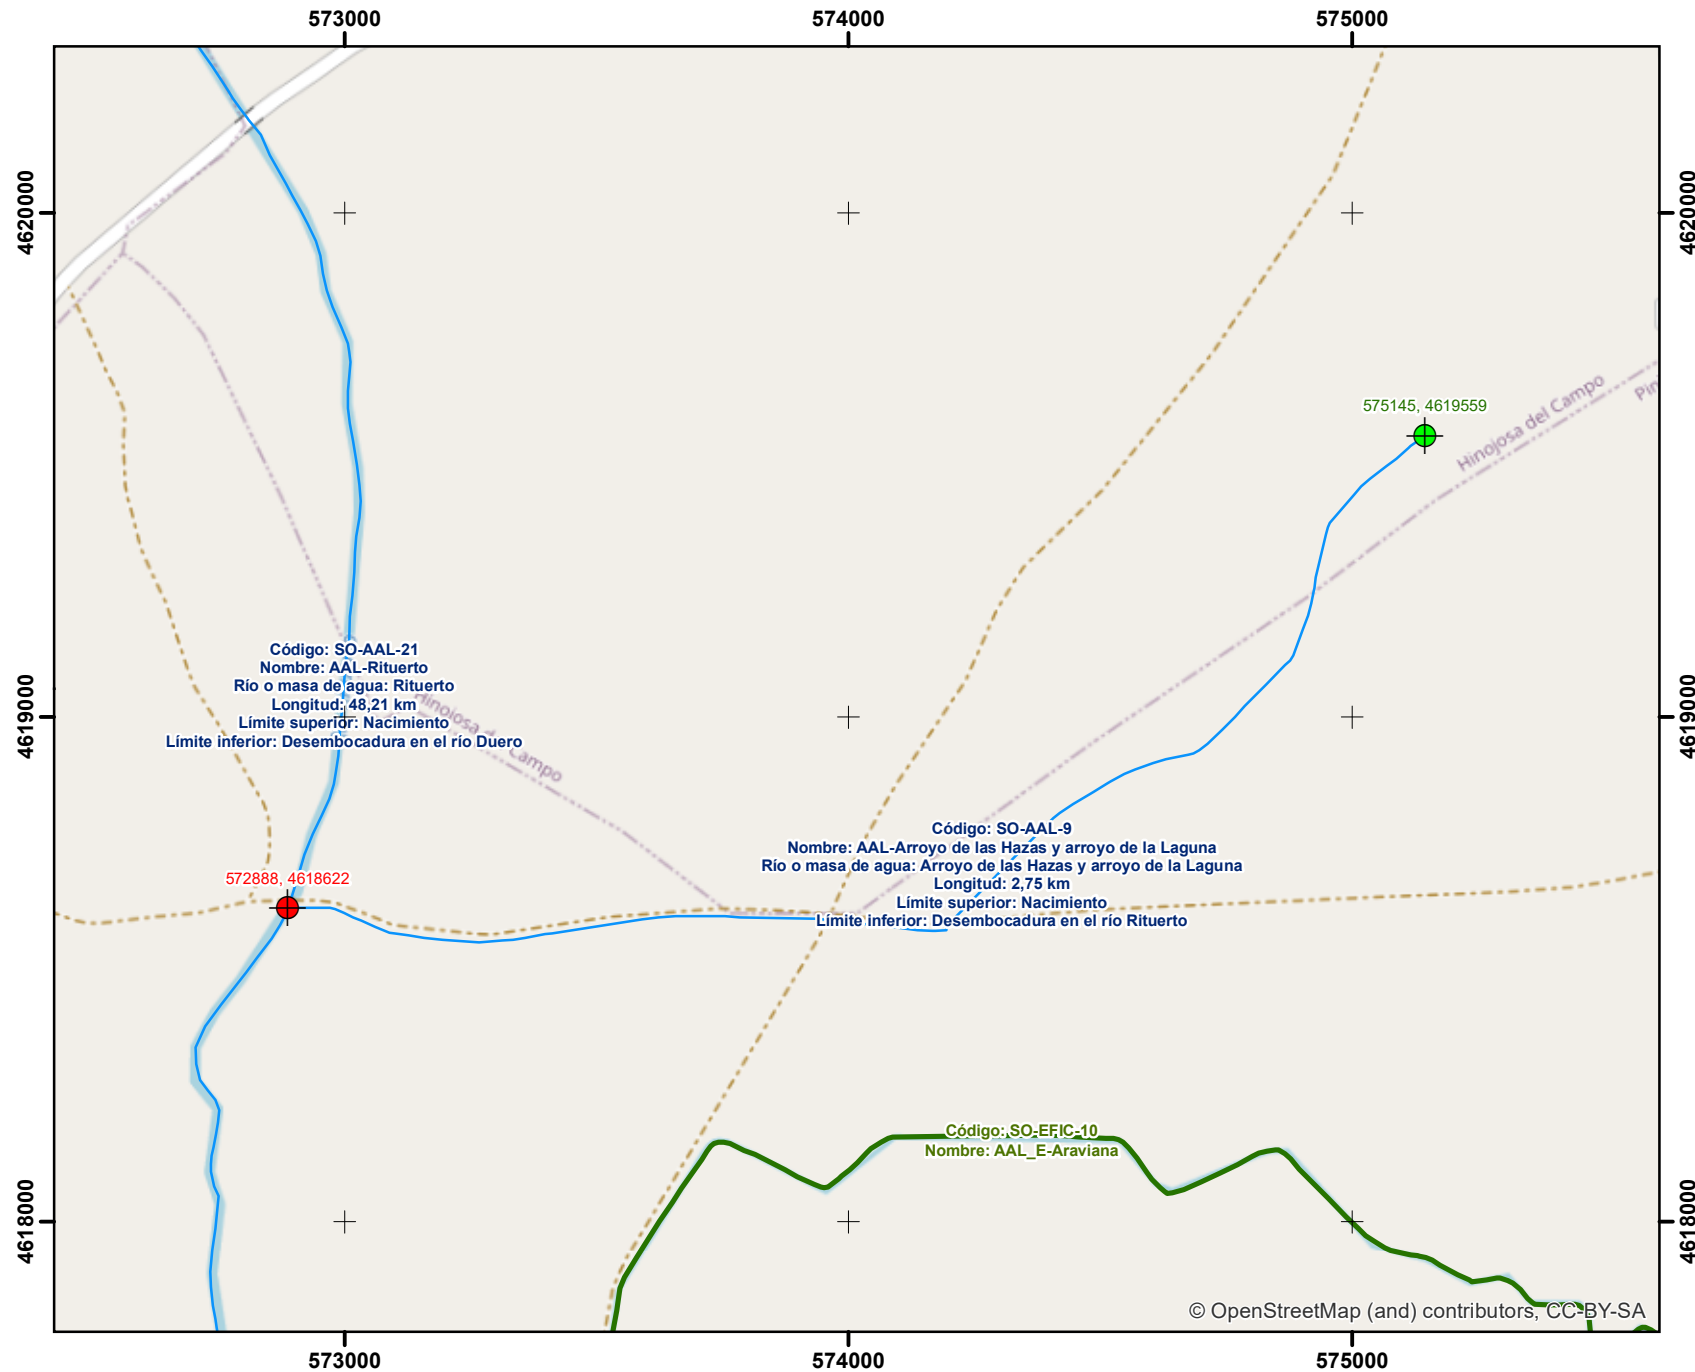 573000
574000
575000
4620000
4620000
575145, 4619559
Hinojosa del Campo
Código: SO-AAL-21
Nombre: AAL-Rituerto
Río o masa de agua: Rituerto
Longitud: 48,21 km
Límite superior: Nacimiento
Límite inferior: Desembocadura en el río Duero
Hinojosa del Campo
4619000
4619000
Código: SO-AAL-9
Nombre: AAL-Arroyo de las Hazas y arroyo de la Laguna
Río o masa de agua: Arroyo de las Hazas y arroyo de la Laguna
Longitud: 2,75 km
Límite superior: Nacimiento
Límite inferior: Desembocadura en el río Rituerto
572888, 4618622
Código: SO-EFIC-10
Nombre: AAL_E-Araviana
4618000
4618000
© OpenStreetMap (and) contributors, CC-BY-SA
573000
574000
575000